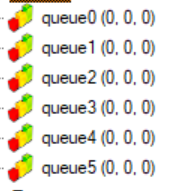 queue0 (0, 0, 0)
queue1 (0, 0, 0)
queue2 (0, 0, 0)
queue3 (0, 0, 0)
queue4 (0, 0, 0)
queue5 (0, 0, 0)